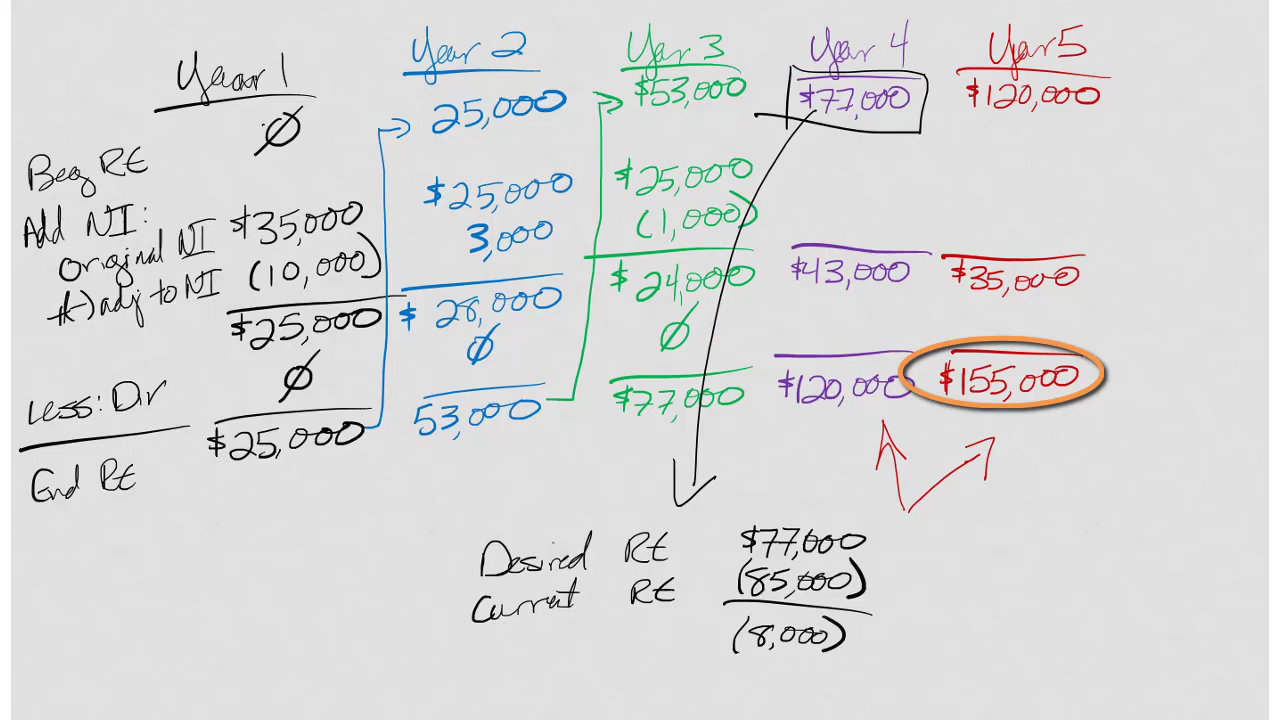 Year 1 Year 2 Year 3 Year 4 Year 5
Beg RE Ø 25,000 $53,000 $77,000 $120,000
Add NI:
original NI $35,000 $25,000 $25,000
(±) adj to NI (10,000) 3,000 (1,000)
$25,000 $28,000 $24,000 $43,000 $35,000
Less: Div Ø Ø Ø
End RE $25,000 53,000 $77,000 $120,000 $155,000
Desired RE $77,000
Current RE (85,000)
(8,000)